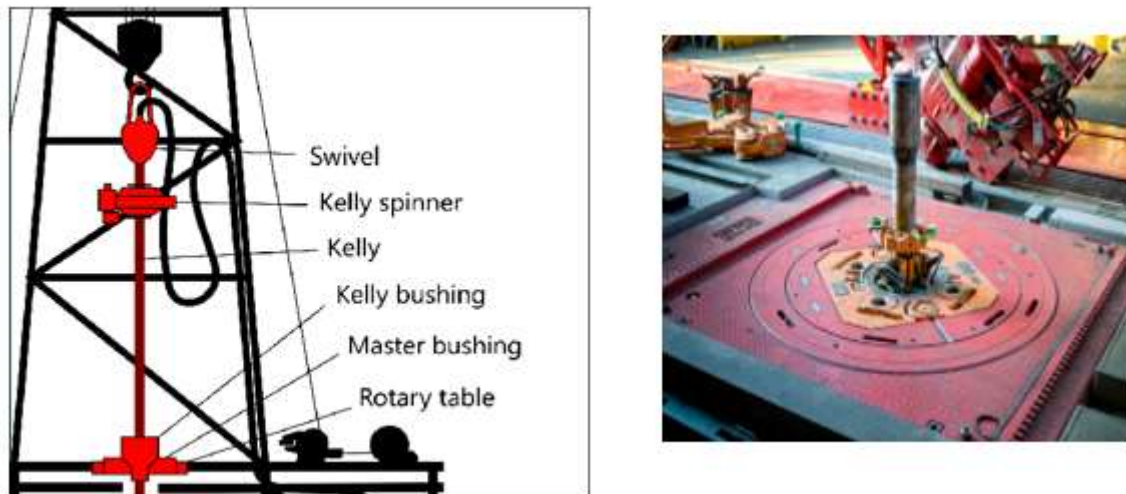 Swivel
Kelly spinner
Kelly
Kelly bushing
Master bushing
Rotary table